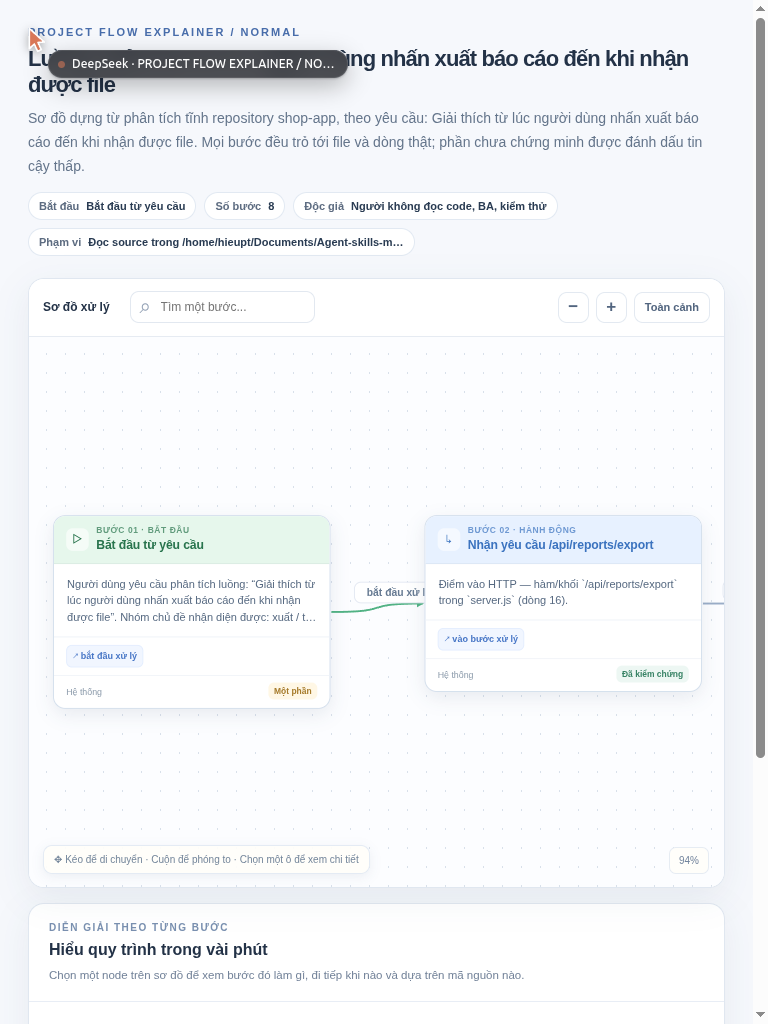 PROJECT FLOW EXPLAINER / NORMAL
DeepSeek · PROJECT FLOW EXPLAINER / NO…
dùng nhấn xuất báo cáo đến khi nhận
được file
Sơ đồ dựng từ phân tích tĩnh repository shop-app, theo yêu cầu: Giải thích từ lúc người dùng nhấn xuất báo
cáo đến khi nhận được file. Mọi bước đều trỏ tới file và dòng thật; phần chưa chứng minh được đánh dấu tin
cậy thấp.
Bắt đầu Bắt đầu từ yêu cầu
Số bước 8
Độc giả Người không đọc code, BA, kiểm thử
Phạm vi Đọc source trong /home/hieupt/Documents/Agent-skills-m…
Sơ đồ xử lý
Tìm một bước...
− + Toàn cảnh
BƯỚC 01 · BẮT ĐẦU
Bắt đầu từ yêu cầu
Người dùng yêu cầu phân tích luồng: “Giải thích từ
lúc người dùng nhấn xuất báo cáo đến khi nhận
được file”. Nhóm chủ đề nhận diện được: xuất / t…
↗ bắt đầu xử lý
Hệ thống
Một phần
bắt đầu xử l
BƯỚC 02 · HÀNH ĐỘNG
↳ Nhận yêu cầu /api/reports/export
Điểm vào HTTP — hàm/khối `/api/reports/export`
trong `server.js` (dòng 16).
↗ vào bước xử lý
Hệ thống
Đã kiểm chứng
✥ Kéo để di chuyển · Cuộn để phóng to · Chọn một ô để xem chi tiết
94%
DIỄN GIẢI THEO TỪNG BƯỚC
Hiểu quy trình trong vài phút
Chọn một node trên sơ đồ để xem bước đó làm gì, đi tiếp khi nào và dựa trên mã nguồn nào.